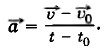 a⃗ = (v⃗ − v⃗₀) / (t − t₀).